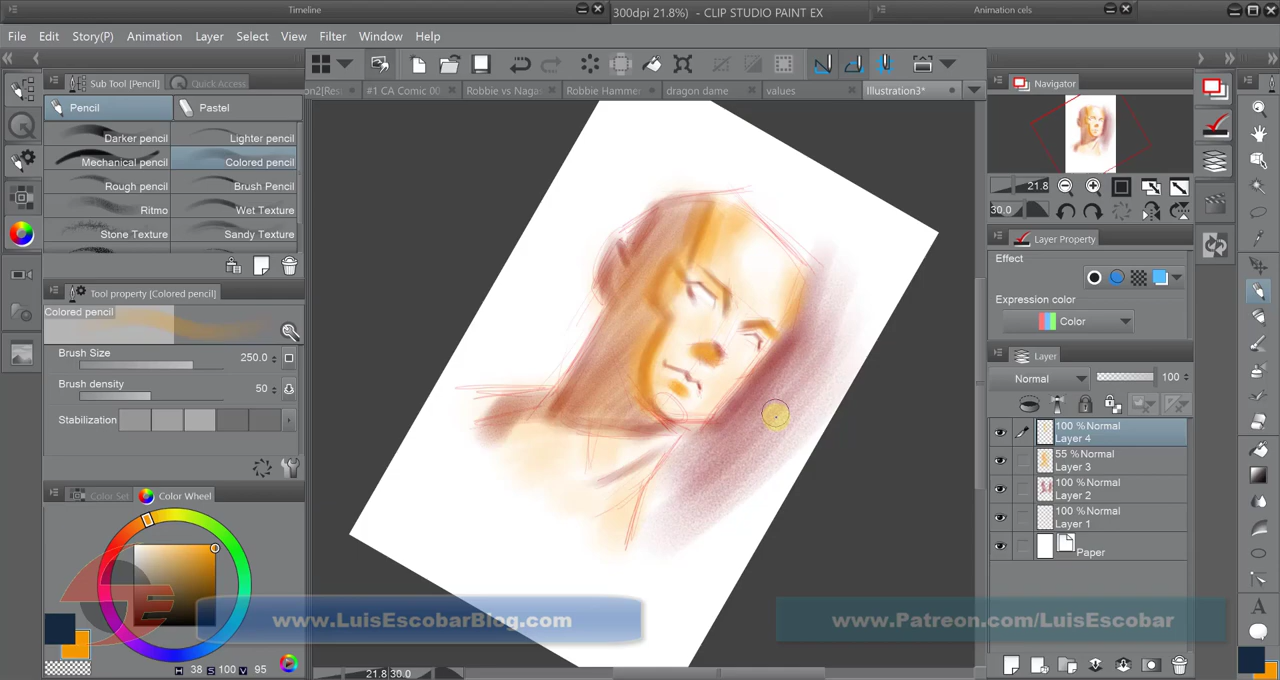 Timeline
300dpi 21.8%) - CLIP STUDIO PAINT EX
Animation cels
File Edit Story(P) Animation Layer Select View Filter Window Help
Sub Tool [Pencil] Quick Access
on2[Res #1 CA Comic 00 Robbie vs Nagas Robbie Hammer dragon dame values Illustration3*
Navigator
Pencil Pastel
Darker pencil Lighter pencil
Mechanical pencil Colored pencil
Rough pencil Brush Pencil
Ritmo Wet Texture
Stone Texture Sandy Texture
21.8
30.0
Layer Property
Effect
Expression color
Color
Tool property [Colored pencil]
Colored pencil
Brush Size 250.0
Brush density 50
Stabilization
Layer
Normal 100
100 % Normal
Layer 4
55 % Normal
Layer 3
100 % Normal
Layer 2
100 % Normal
Layer 1
Paper
Color Set Color Wheel
www.LuisEscobarBlog.com
www.Patreon.com/LuisEscobar
H 38 S 100 V 95
21.8 30.0
A